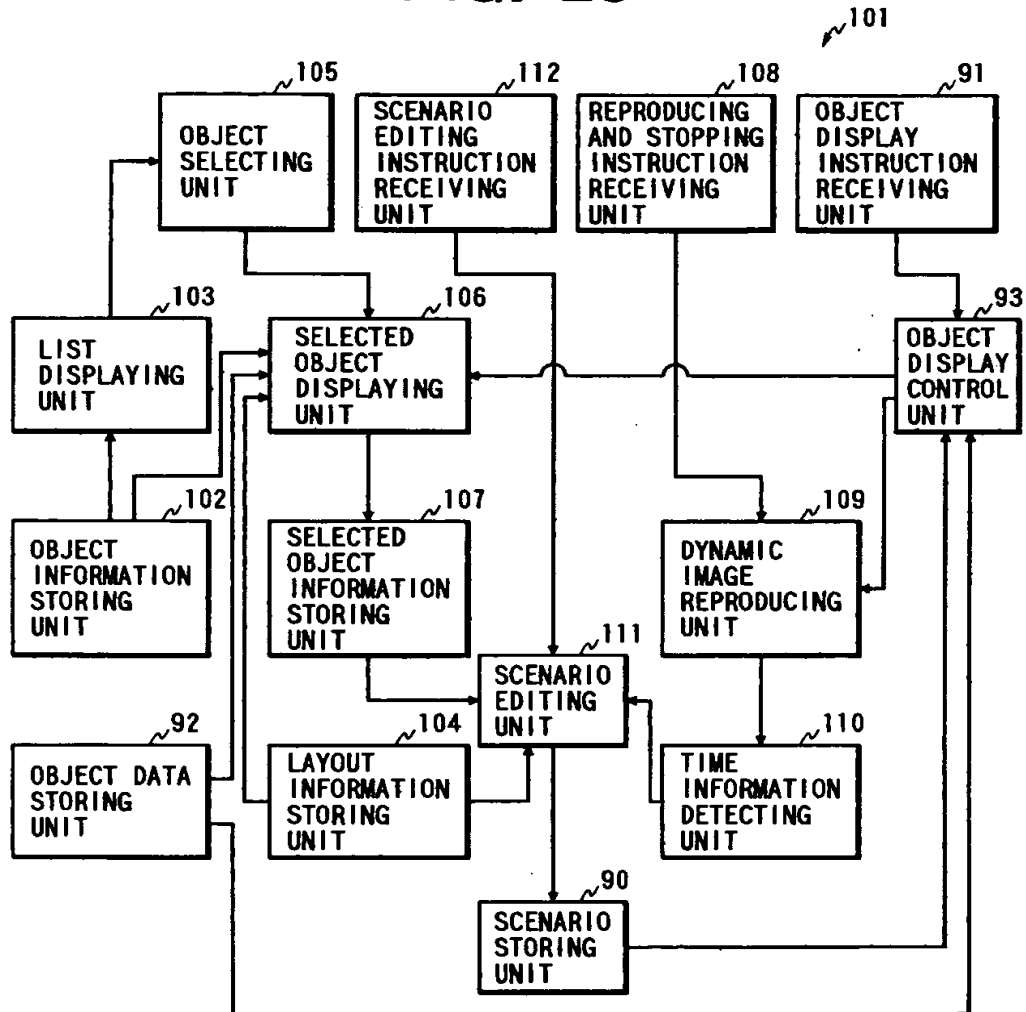 101
105
OBJECT
SELECTING
UNIT
112
SCENARIO
EDITING
INSTRUCTION
RECEIVING
UNIT
108
REPRODUCING
AND STOPPING
INSTRUCTION
RECEIVING
UNIT
91
OBJECT
DISPLAY
INSTRUCTION
RECEIVING
UNIT
103
LIST
DISPLAYING
UNIT
106
SELECTED
OBJECT
DISPLAYING
UNIT
93
OBJECT
DISPLAY
CONTROL
UNIT
102
OBJECT
INFORMATION
STORING
UNIT
107
SELECTED
OBJECT
INFORMATION
STORING
UNIT
109
DYNAMIC
IMAGE
REPRODUCING
UNIT
111
SCENARIO
EDITING
UNIT
92
OBJECT DATA
STORING
UNIT
104
LAYOUT
INFORMATION
STORING
UNIT
110
TIME
INFORMATION
DETECTING
UNIT
90
SCENARIO
STORING
UNIT